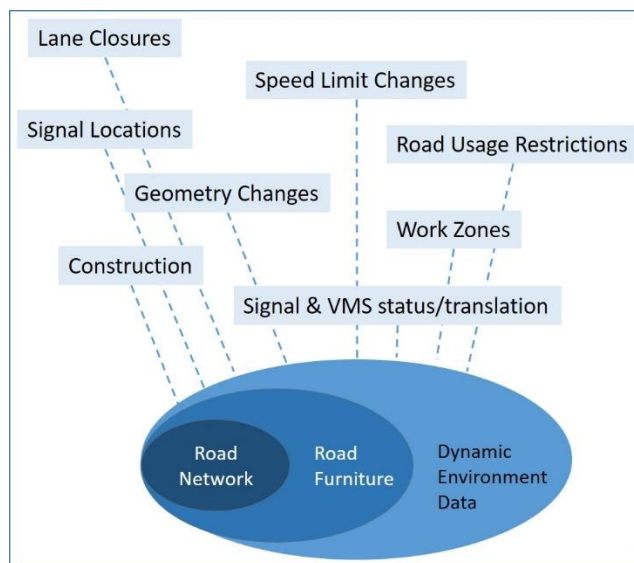 Lane Closures
Speed Limit Changes
Signal Locations
Road Usage Restrictions
Geometry Changes
Work Zones
Construction
Signal & VMS status/translation
Road
Network
Road
Furniture
Dynamic
Environment
Data